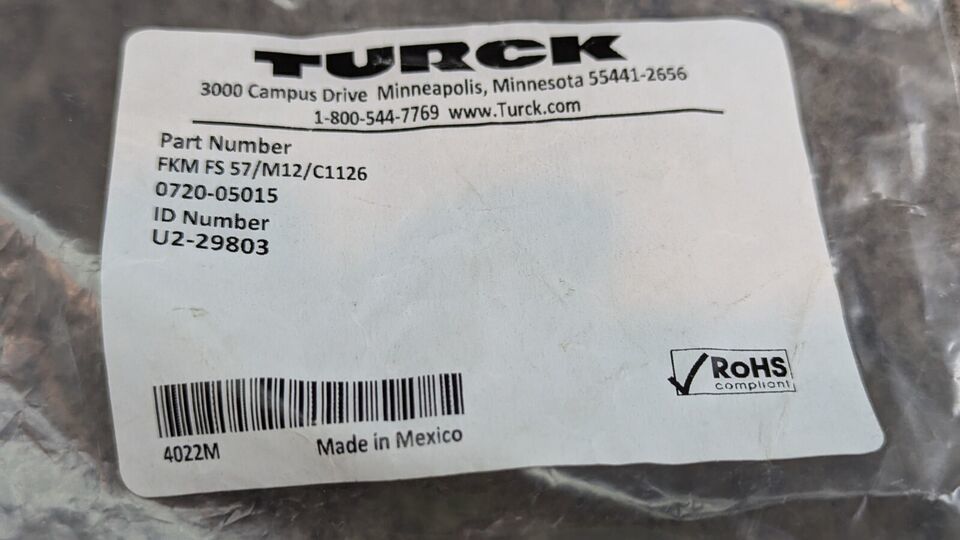 TURCK
3000 Campus Drive Minneapolis, Minnesota 55441-2656
1-800-544-7769 www.Turck.com
Part Number
FKM FS 57/M12/C1126
0720-05015
ID Number
U2-29803
RoHS
compliant
4022M
Made in Mexico